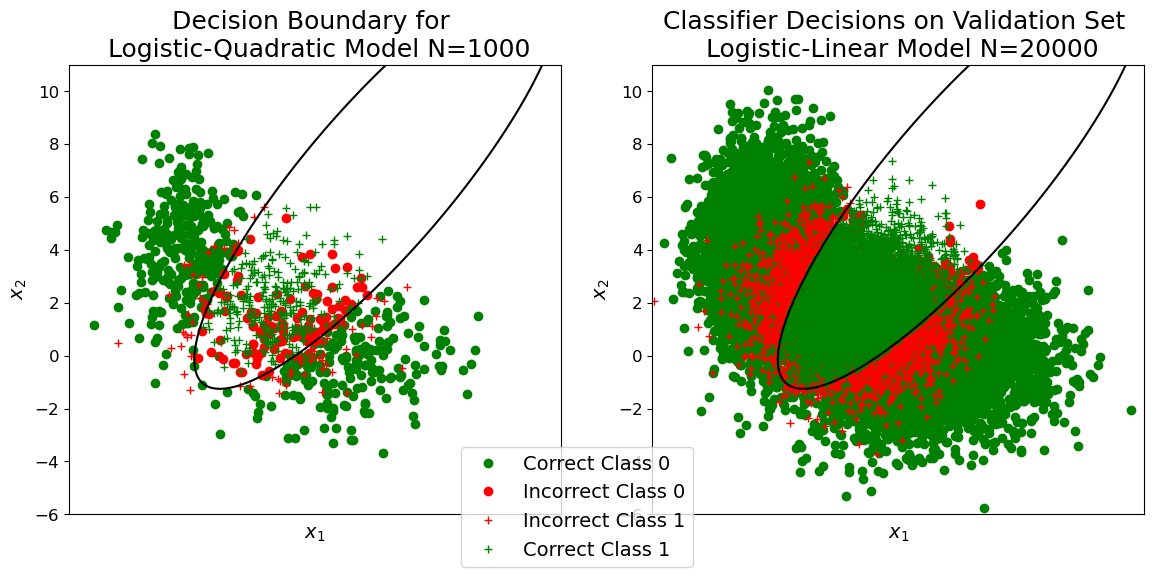 Decision Boundary for
Logistic-Quadratic Model N=1000
Classifier Decisions on Validation Set
Logistic-Linear Model N=20000
10
8
6
4
2
0
−2
−4
−6
x2
x1
10
8
6
4
2
0
−2
x2
x1
Correct Class 0
Incorrect Class 0
Incorrect Class 1
Correct Class 1